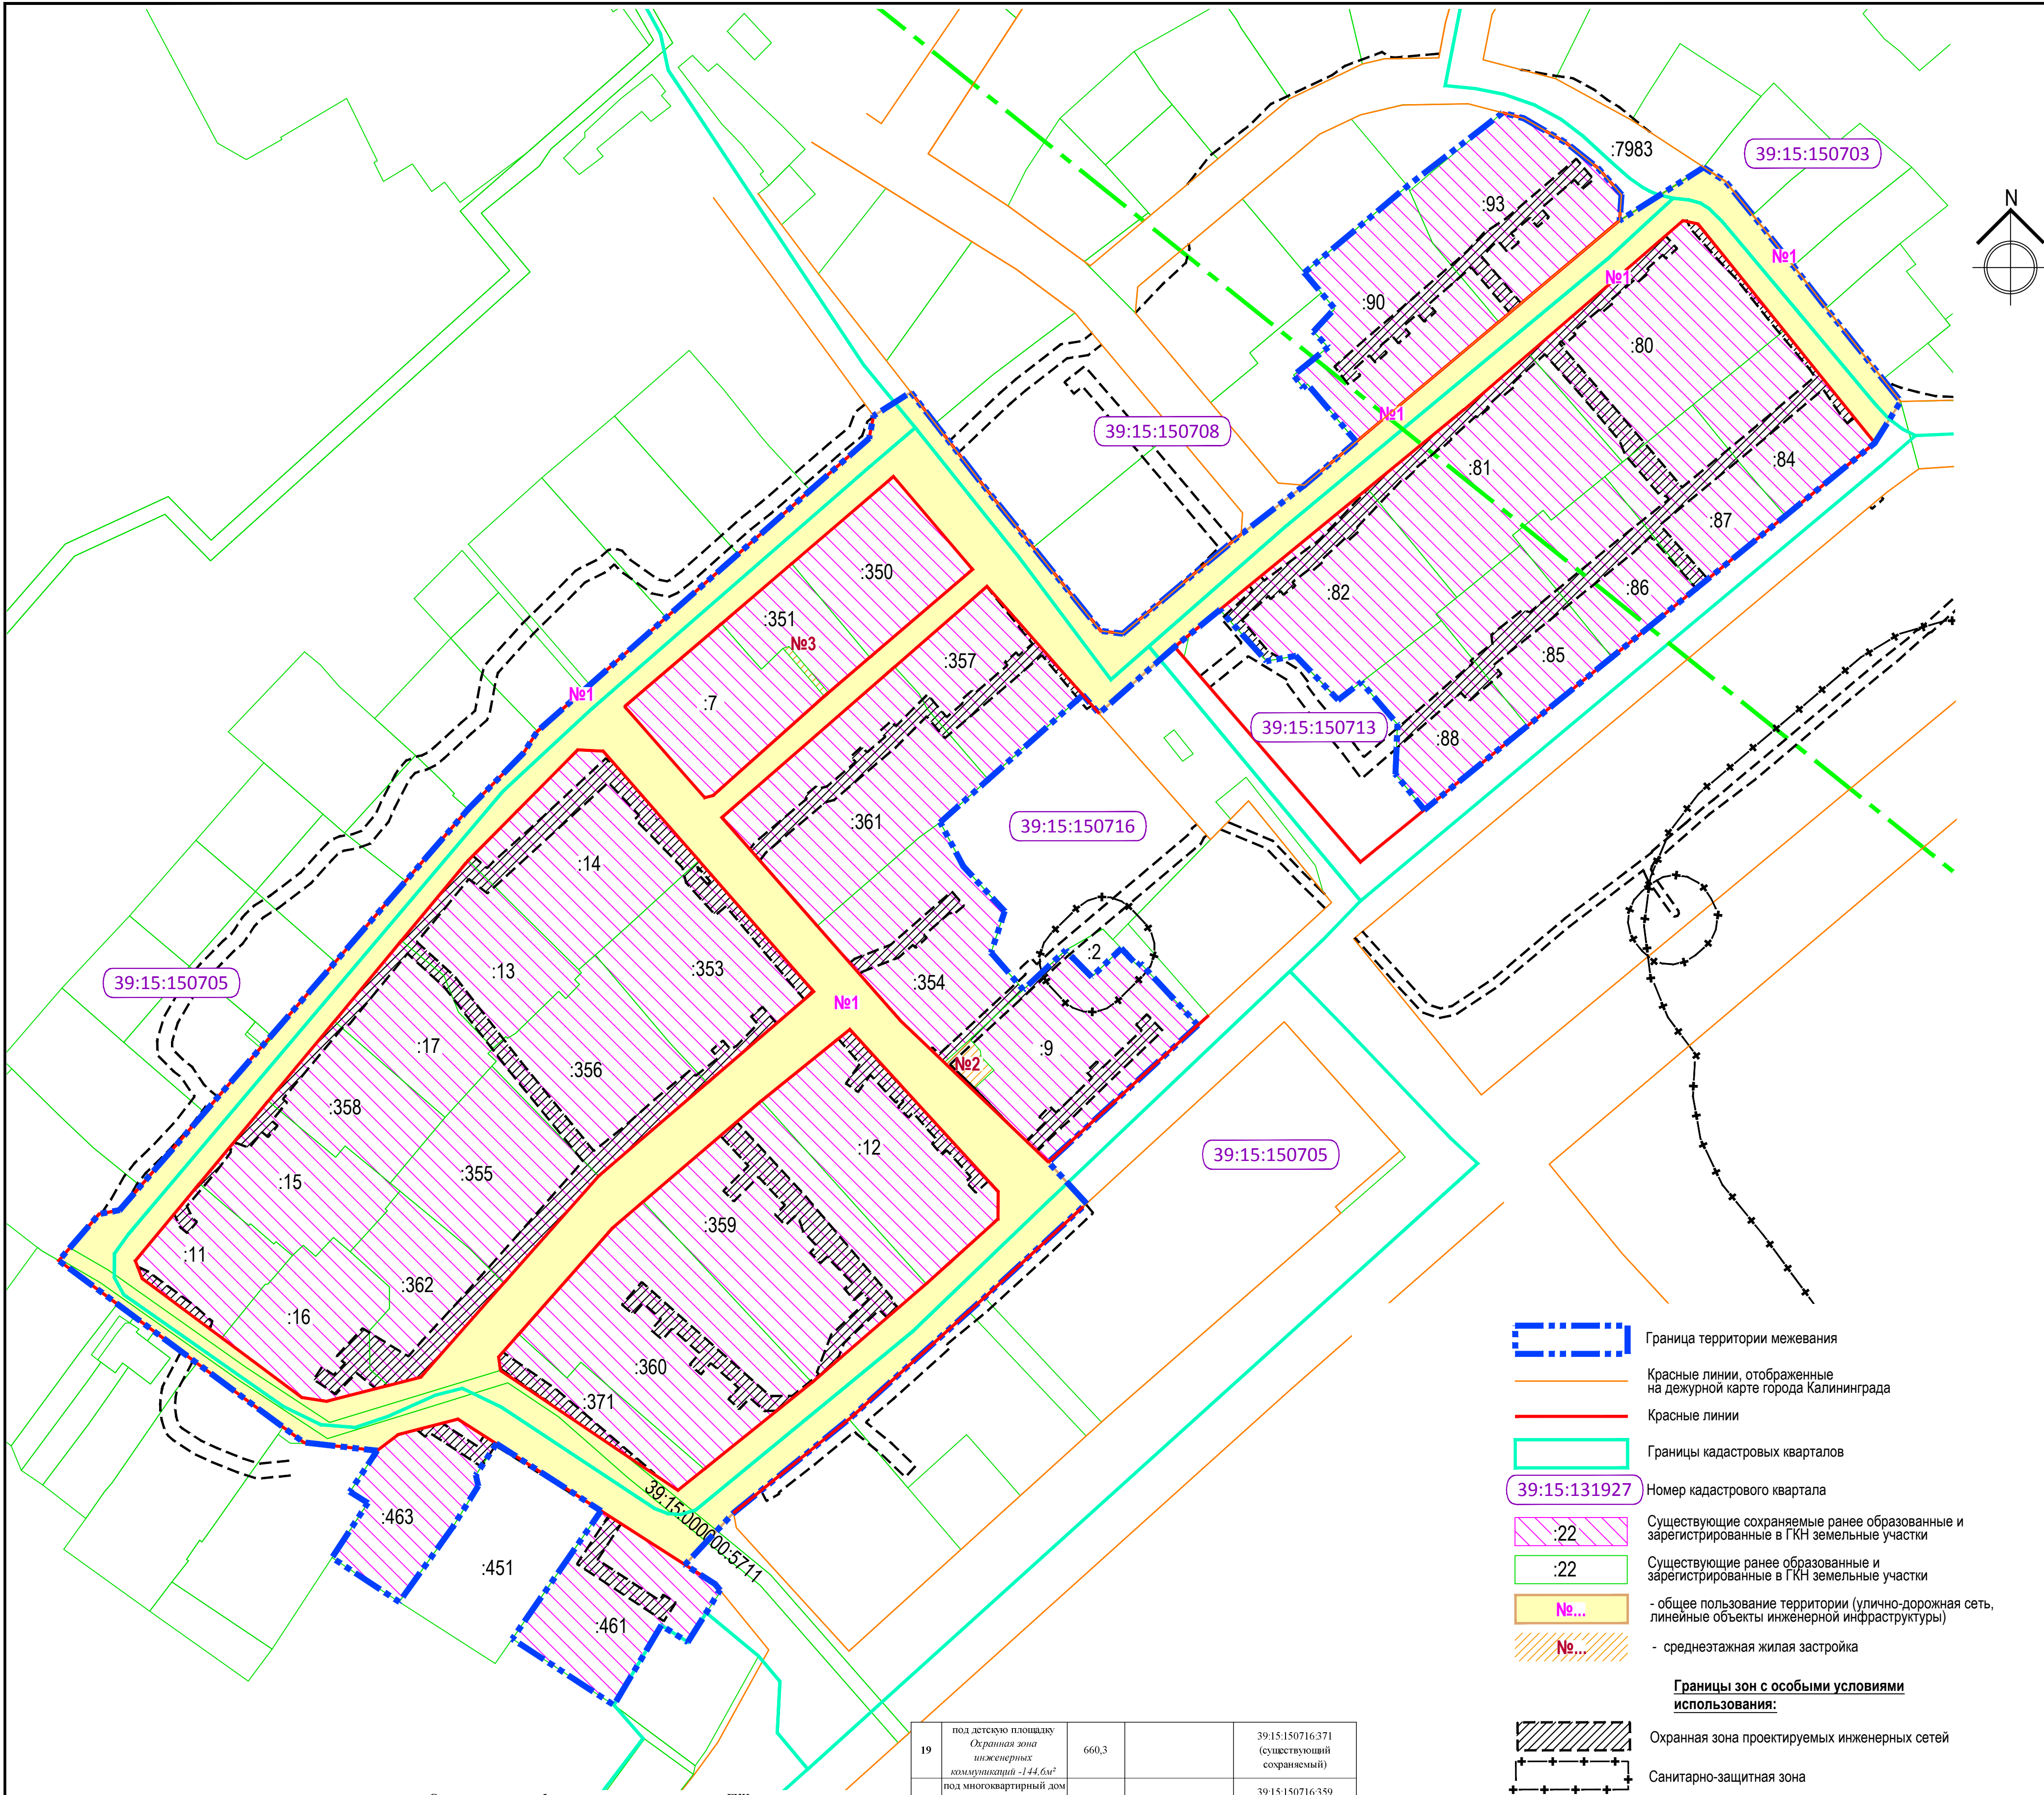 :7983
39:15:150703
N
:93
№1
№1
:90
:80
№1
39:15:150708
:81
:84
:87
:350
:82
:86
:351
№3
:357
:85
№1
:7
39:15:150713
:88
:361
39:15:150716
:14
:2
:13
:353
39:15:150705
:354
№1
:17
:9
№2
:356
:358
:12
39:15:150705
:15
:355
:359
:11
:362
:16
:360
:371
39:15:000000:5711
:463
:451
:461
Граница территории межевания
Красные линии, отображенные
на дежурной карте города Калининграда
Красные линии
Границы кадастровых кварталов
39:15:131927 Номер кадастрового квартала
:22 Существующие сохраняемые ранее образованные и
зарегистрированные в ГКН земельные участки
:22 Существующие ранее образованные и
зарегистрированные в ГКН земельные участки
№... - общее пользование территории (улично-дорожная сеть,
линейные объекты инженерной инфраструктуры)
№... - среднеэтажная жилая застройка
Границы зон с особыми условиями
использования:
Охранная зона проектируемых инженерных сетей
Санитарно-защитная зона
19
под детскую площадку
Охранная зона
инженерных
коммуникаций -144,6м²
660,3
39:15:150716:371
(существующий
сохраняемый)
под многоквартирный дом
39:15:150716:359